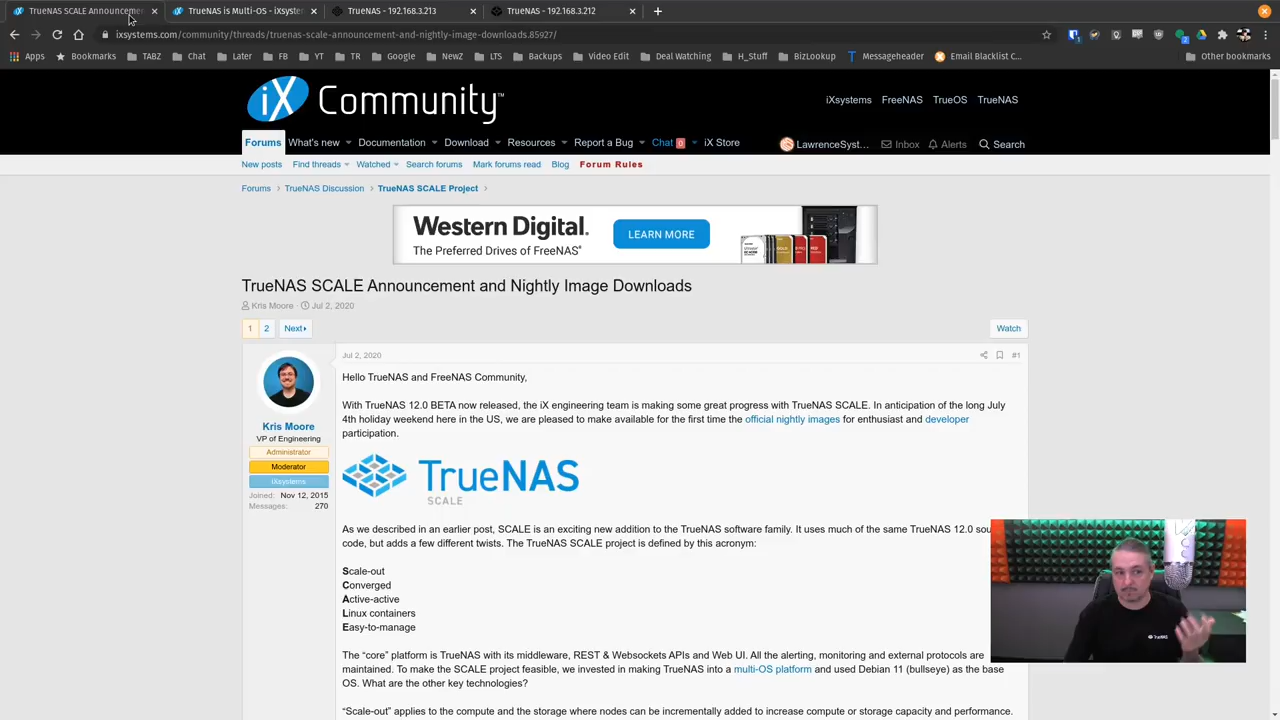 TrueNAS SCALE Announceme
TrueNAS is Multi-OS - iXsystem
TrueNAS - 192.168.3.213
TrueNAS - 192.168.3.212
ixsystems.com/community/threads/truenas-scale-announcement-and-nightly-image-downloads.85927/
Apps
Bookmarks
TABZ
Chat
Later
FB
TR
Google
NewZ
LTS
Backups
Video Edit
Deal Watching
H_Stuff
BizLookup
Messageheader
Email Blacklist C...
Other bookmarks
iX Community™
iXsystems FreeNAS TrueOS TrueNAS
Forums What's new Documentation Download Resources Report a Bug Chat 0 iX Store
LawrenceSyst... Inbox Alerts Search
New posts Find threads Watched Search forums Mark forums read Blog Forum Rules
Forums TrueNAS Discussion TrueNAS SCALE Project
Western Digital.
The Preferred Drives of FreeNAS®
LEARN MORE
TrueNAS SCALE Announcement and Nightly Image Downloads
Kris Moore · Jul 2, 2020
1 2 Next
Watch
Jul 2, 2020
#1
Kris Moore
VP of Engineering
Administrator
Moderator
iXsystems
Joined: Nov 12, 2015
Messages: 270
Hello TrueNAS and FreeNAS Community,
With TrueNAS 12.0 BETA now released, the iX engineering team is making some great progress with TrueNAS SCALE. In anticipation of the long July
4th holiday weekend here in the US, we are pleased to make available for the first time the official nightly images for enthusiast and developer
participation.
TrueNAS
SCALE
As we described in an earlier post, SCALE is an exciting new addition to the TrueNAS software family. It uses much of the same TrueNAS 12.0 sou
code, but adds a few different twists. The TrueNAS SCALE project is defined by this acronym:
Scale-out
Converged
Active-active
Linux containers
Easy-to-manage
The “core” platform is TrueNAS with its middleware, REST & Websockets APIs and Web UI. All the alerting, monitoring and external protocols are
maintained. To make the SCALE project feasible, we invested in making TrueNAS into a multi-OS platform and used Debian 11 (bullseye) as the base
OS. What are the other key technologies?
“Scale-out” applies to the compute and the storage where nodes can be incrementally added to increase compute or storage capacity and performance.
TrueNAS